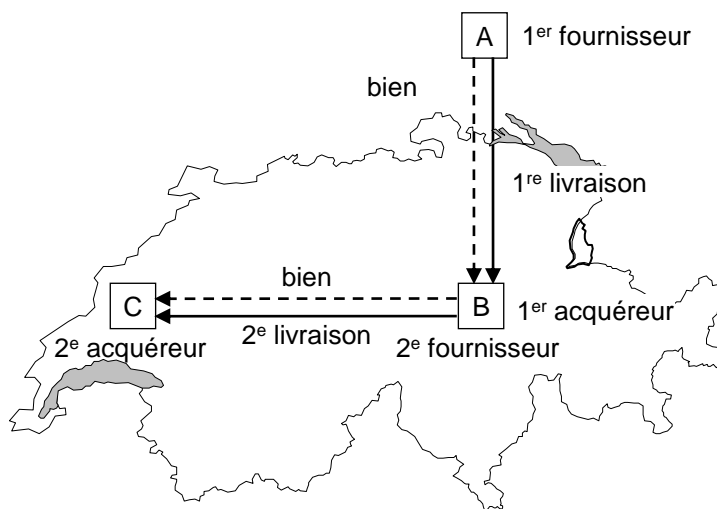 A
1er fournisseur
bien
1re livraison
bien
C
B
1er acquéreur
2e livraison
2e acquéreur
2e fournisseur